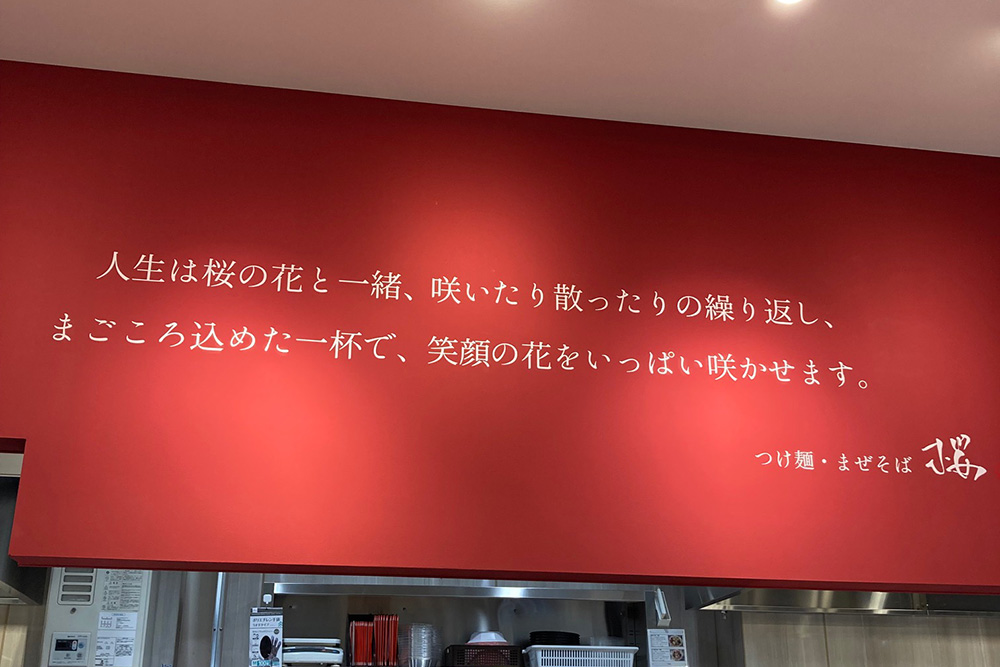 人生は桜の花と一緒、咲いたり散ったりの繰り返し、
まごころ込めた一杯で、笑顔の花をいっぱい咲かせます。
つけ麺・まぜそば 桜